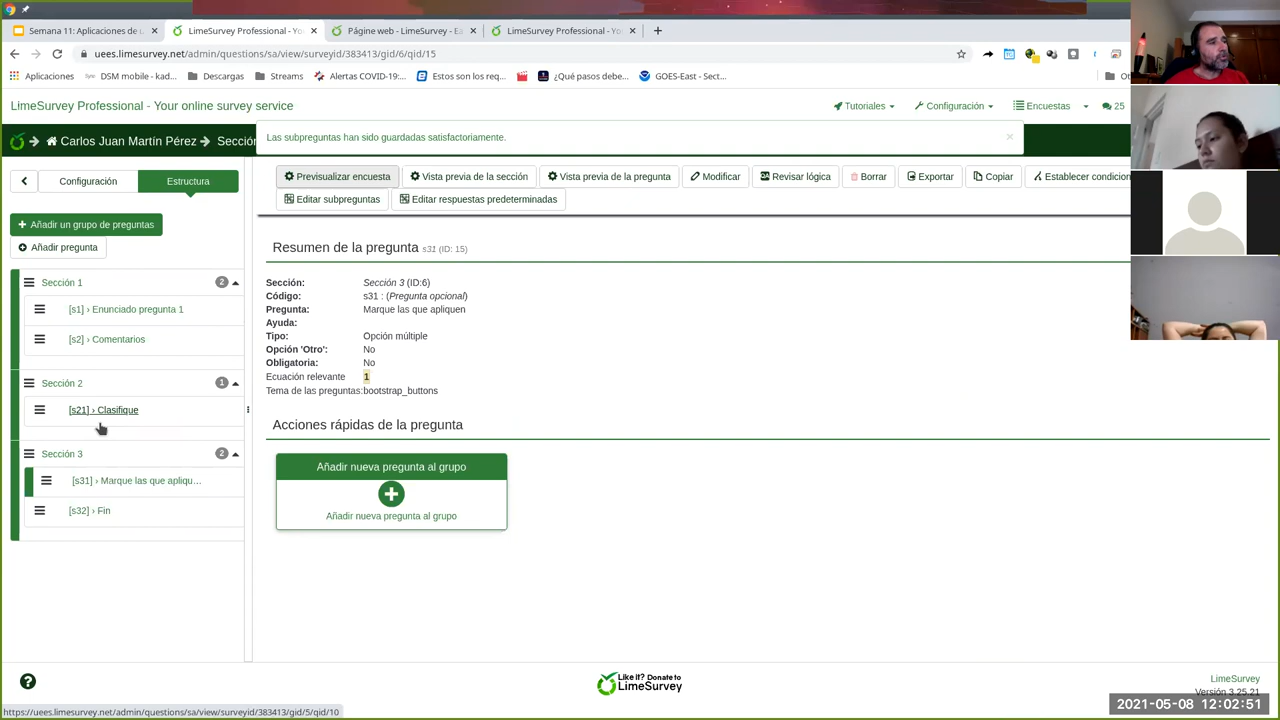 Semana 11: Aplicaciones de u
LimeSurvey Professional - Yo
Págine web - LimeSurvey - Ea
LimeSurvey Professional - Yo
uees.limesurvey.net/admin/questions/sa/view/surveyid/383413/gid/6/qid/15
Aplicaciones
DSM mobile - kad...
Descargas
Streams
Alertas COVID-19:...
Estos son los req...
¿Qué pasos debe...
GOES-East - Sect...
Ot
LimeSurvey Professional - Your online survey service
Tutoriales
Configuración
Encuestas
25
Carlos Juan Martín Pérez
Secció
Las subpreguntas han sido guardadas satisfactoriamente.
×
Configuración
Estructura
Previsualizar encuesta
Vista previa de la sección
Vista previa de la pregunta
Modificar
Revisar lógica
Borrar
Exportar
Copiar
Establecer condicion
Editar subpreguntas
Editar respuestas predeterminadas
Añadir un grupo de preguntas
Añadir pregunta
Sección 1
2
[s1] › Enunciado pregunta 1
[s2] › Comentarios
Sección 2
1
[s21] › Clasifique
Sección 3
2
[s31] › Marque las que apliqu...
[s32] › Fin
Resumen de la pregunta s31 (ID: 15)
Sección: Sección 3 (ID:6)
Código: s31 : (Pregunta opcional)
Pregunta: Marque las que apliquen
Ayuda:
Tipo: Opción múltiple
Opción 'Otro': No
Obligatoria: No
Ecuación relevante 1
Tema de las preguntas:bootstrap_buttons
Acciones rápidas de la pregunta
Añadir nueva pregunta al grupo
Añadir nueva pregunta al grupo
Like it? Donate to
LimeSurvey
LimeSurvey
Versión 3.25.21
2021-05-08 12:02:51
https://uees.limesurvey.net/admin/questions/sa/view/surveyid/383413/gid/5/qid/10